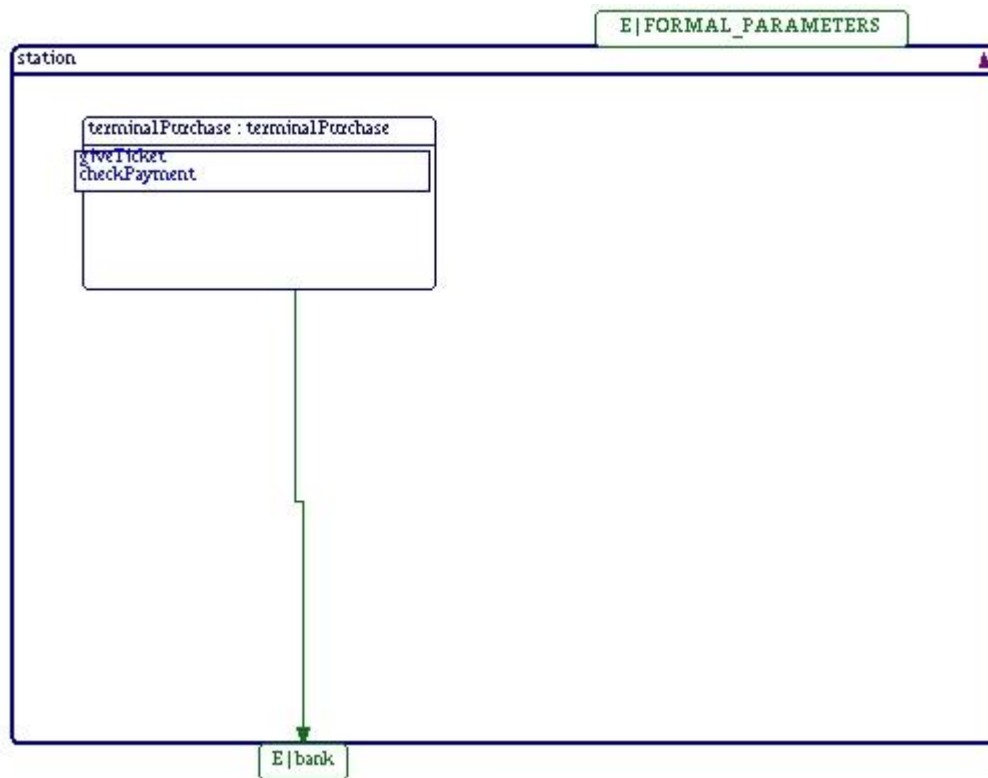 E|FORMAL_PARAMETERS
station
terminalPurchase : terminalPurchase
giveTicket
checkPayment
E|bank